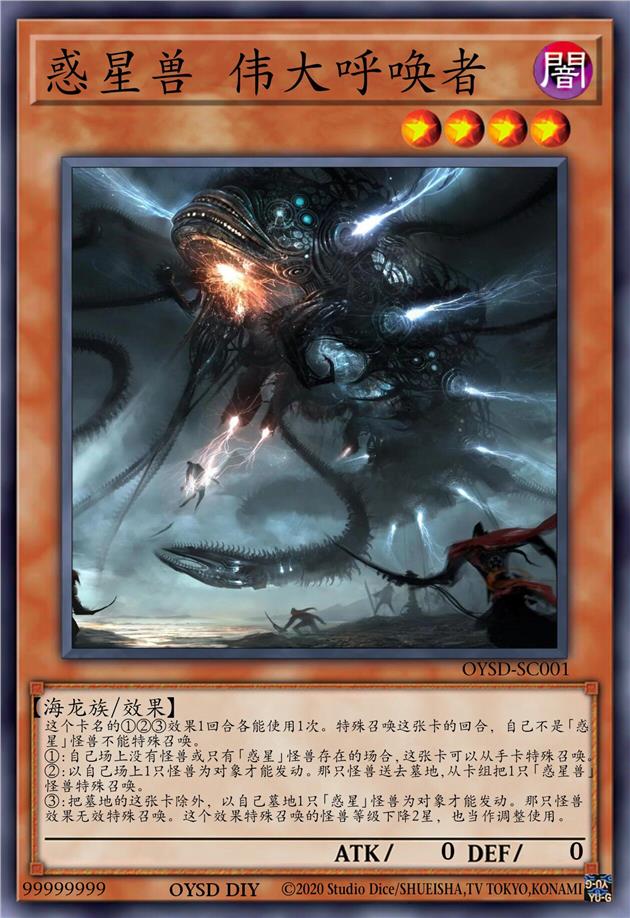 惑星兽 伟大呼唤者
闇
OYSD-SC001
【海龙族/效果】
这个卡名的①②③效果1回合各能使用1次。特殊召唤这张卡的回合，自己不是「惑
星」怪兽不能特殊召唤。
①:自己场上没有怪兽或只有「惑星」怪兽存在的场合,这张卡可以从手卡特殊召唤。
②:以自己场上1只怪兽为对象才能发动。那只怪兽送去墓地,从卡组把1只「惑星兽」
怪兽特殊召唤。
③:把墓地的这张卡除外，以自己墓地1只「惑星」怪兽为对象才能发动。那只怪兽
效果无效特殊召唤。这个效果特殊召唤的怪兽等级下降2星，也当作调整使用。
ATK/ 0 DEF/ 0
99999999 OYSD DIY ©2020 Studio Dice/SHUEISHA,TV TOKYO,KONAMI
YU-G
YU-G